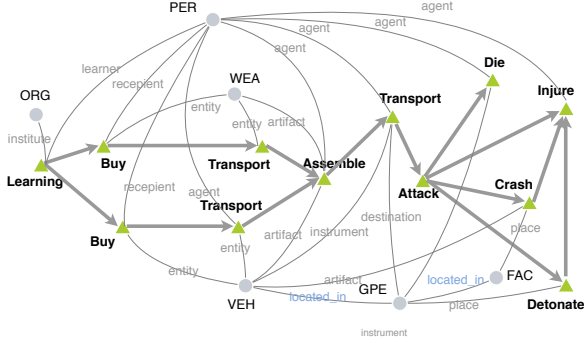 PER
agent
agent
agent
Die
learner
recepient
WEA
ORG
Transport
Injure
entity
artifact
institute
entity
Buy
Transport
Assemble
Learning
Attack
Crash
recepient
agent
Transport
destination
place
Buy
entity
artifact
instrument
entity
artifact
located_in
FAC
VEH
located_in
GPE
place
Detonate
instrument